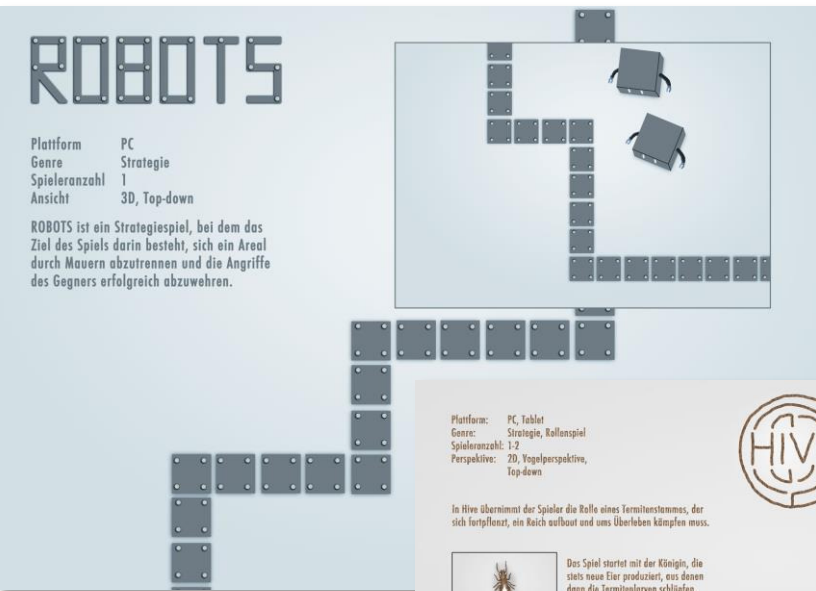 ROBOTS
Plattform PC
Genre Strategie
Spieleranzahl 1
Ansicht 3D, Top-down
ROBOTS ist ein Strategiespiel, bei dem das
Ziel des Spiels darin besteht, sich ein Areal
durch Mauern abzutrennen und die Angriffe
des Gegners erfolgreich abzuwehren.
Plattform: PC, Tablet
Genre: Strategie, Rollenspiel
Spieleranzahl: 1-2
Perspektive: 2D, Vogelperspektive,
Top-down
HIV
In Hive übernimmt der Spieler die Rolle eines Termitenstammes, der
sich fortpflanzt, ein Reich aufbaut und ums Überleben kämpfen muss.
Das Spiel startet mit der Königin, die
stets neue Eier produziert, aus denen
dann die Termitenlarven schlüpfen